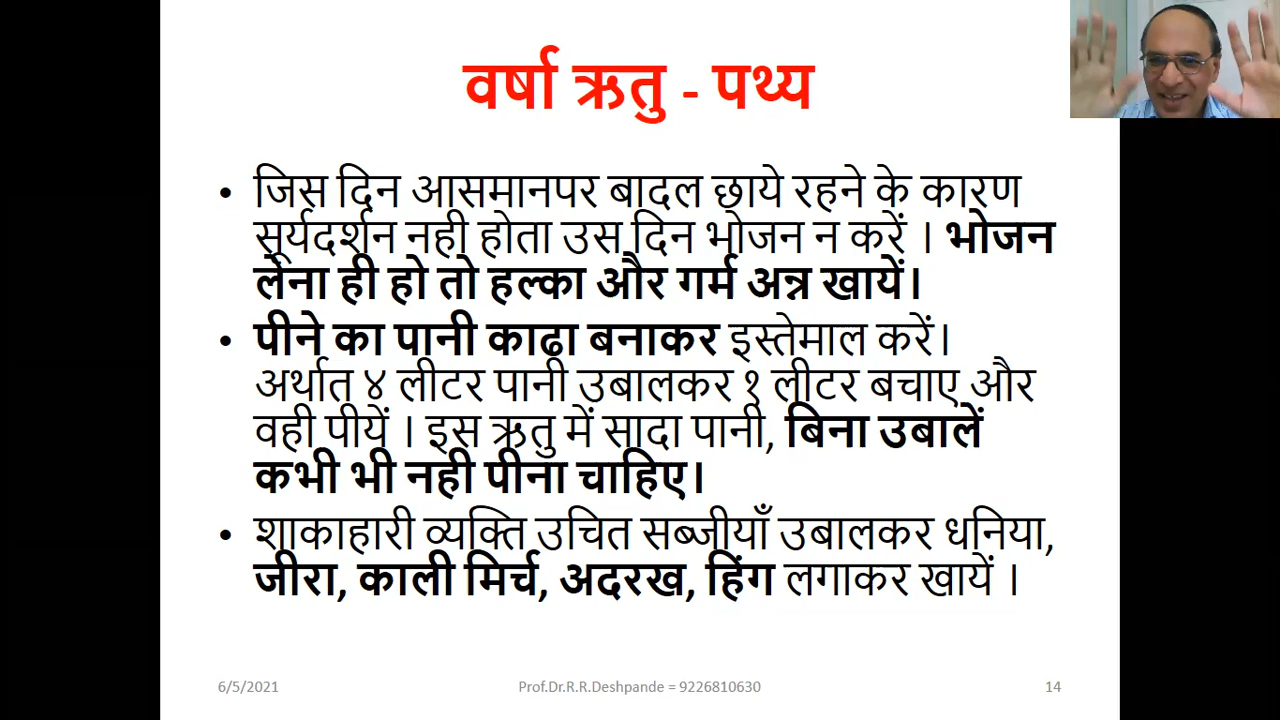 वर्षा ऋतु - पथ्य
• जिस दिन आसमानपर बादल छाये रहने के कारण
सूर्यदर्शन नही होता उस दिन भोजन न करें । भोजन
लेना ही हो तो हल्का और गर्म अन्न खायें।
• पीने का पानी काढा बनाकर इस्तेमाल करें।
अर्थात ४ लीटर पानी उबालकर १ लीटर बचाए और
वही पीयें । इस ऋतु में सादा पानी, बिना उबालें
कभी भी नही पीना चाहिए।
• शाकाहारी व्यक्ति उचित सब्जीयाँ उबालकर धनिया,
जीरा, काली मिर्च, अदरख, हिंग लगाकर खायें ।
6/5/2021 Prof.Dr.R.R.Deshpande = 9226810630 14